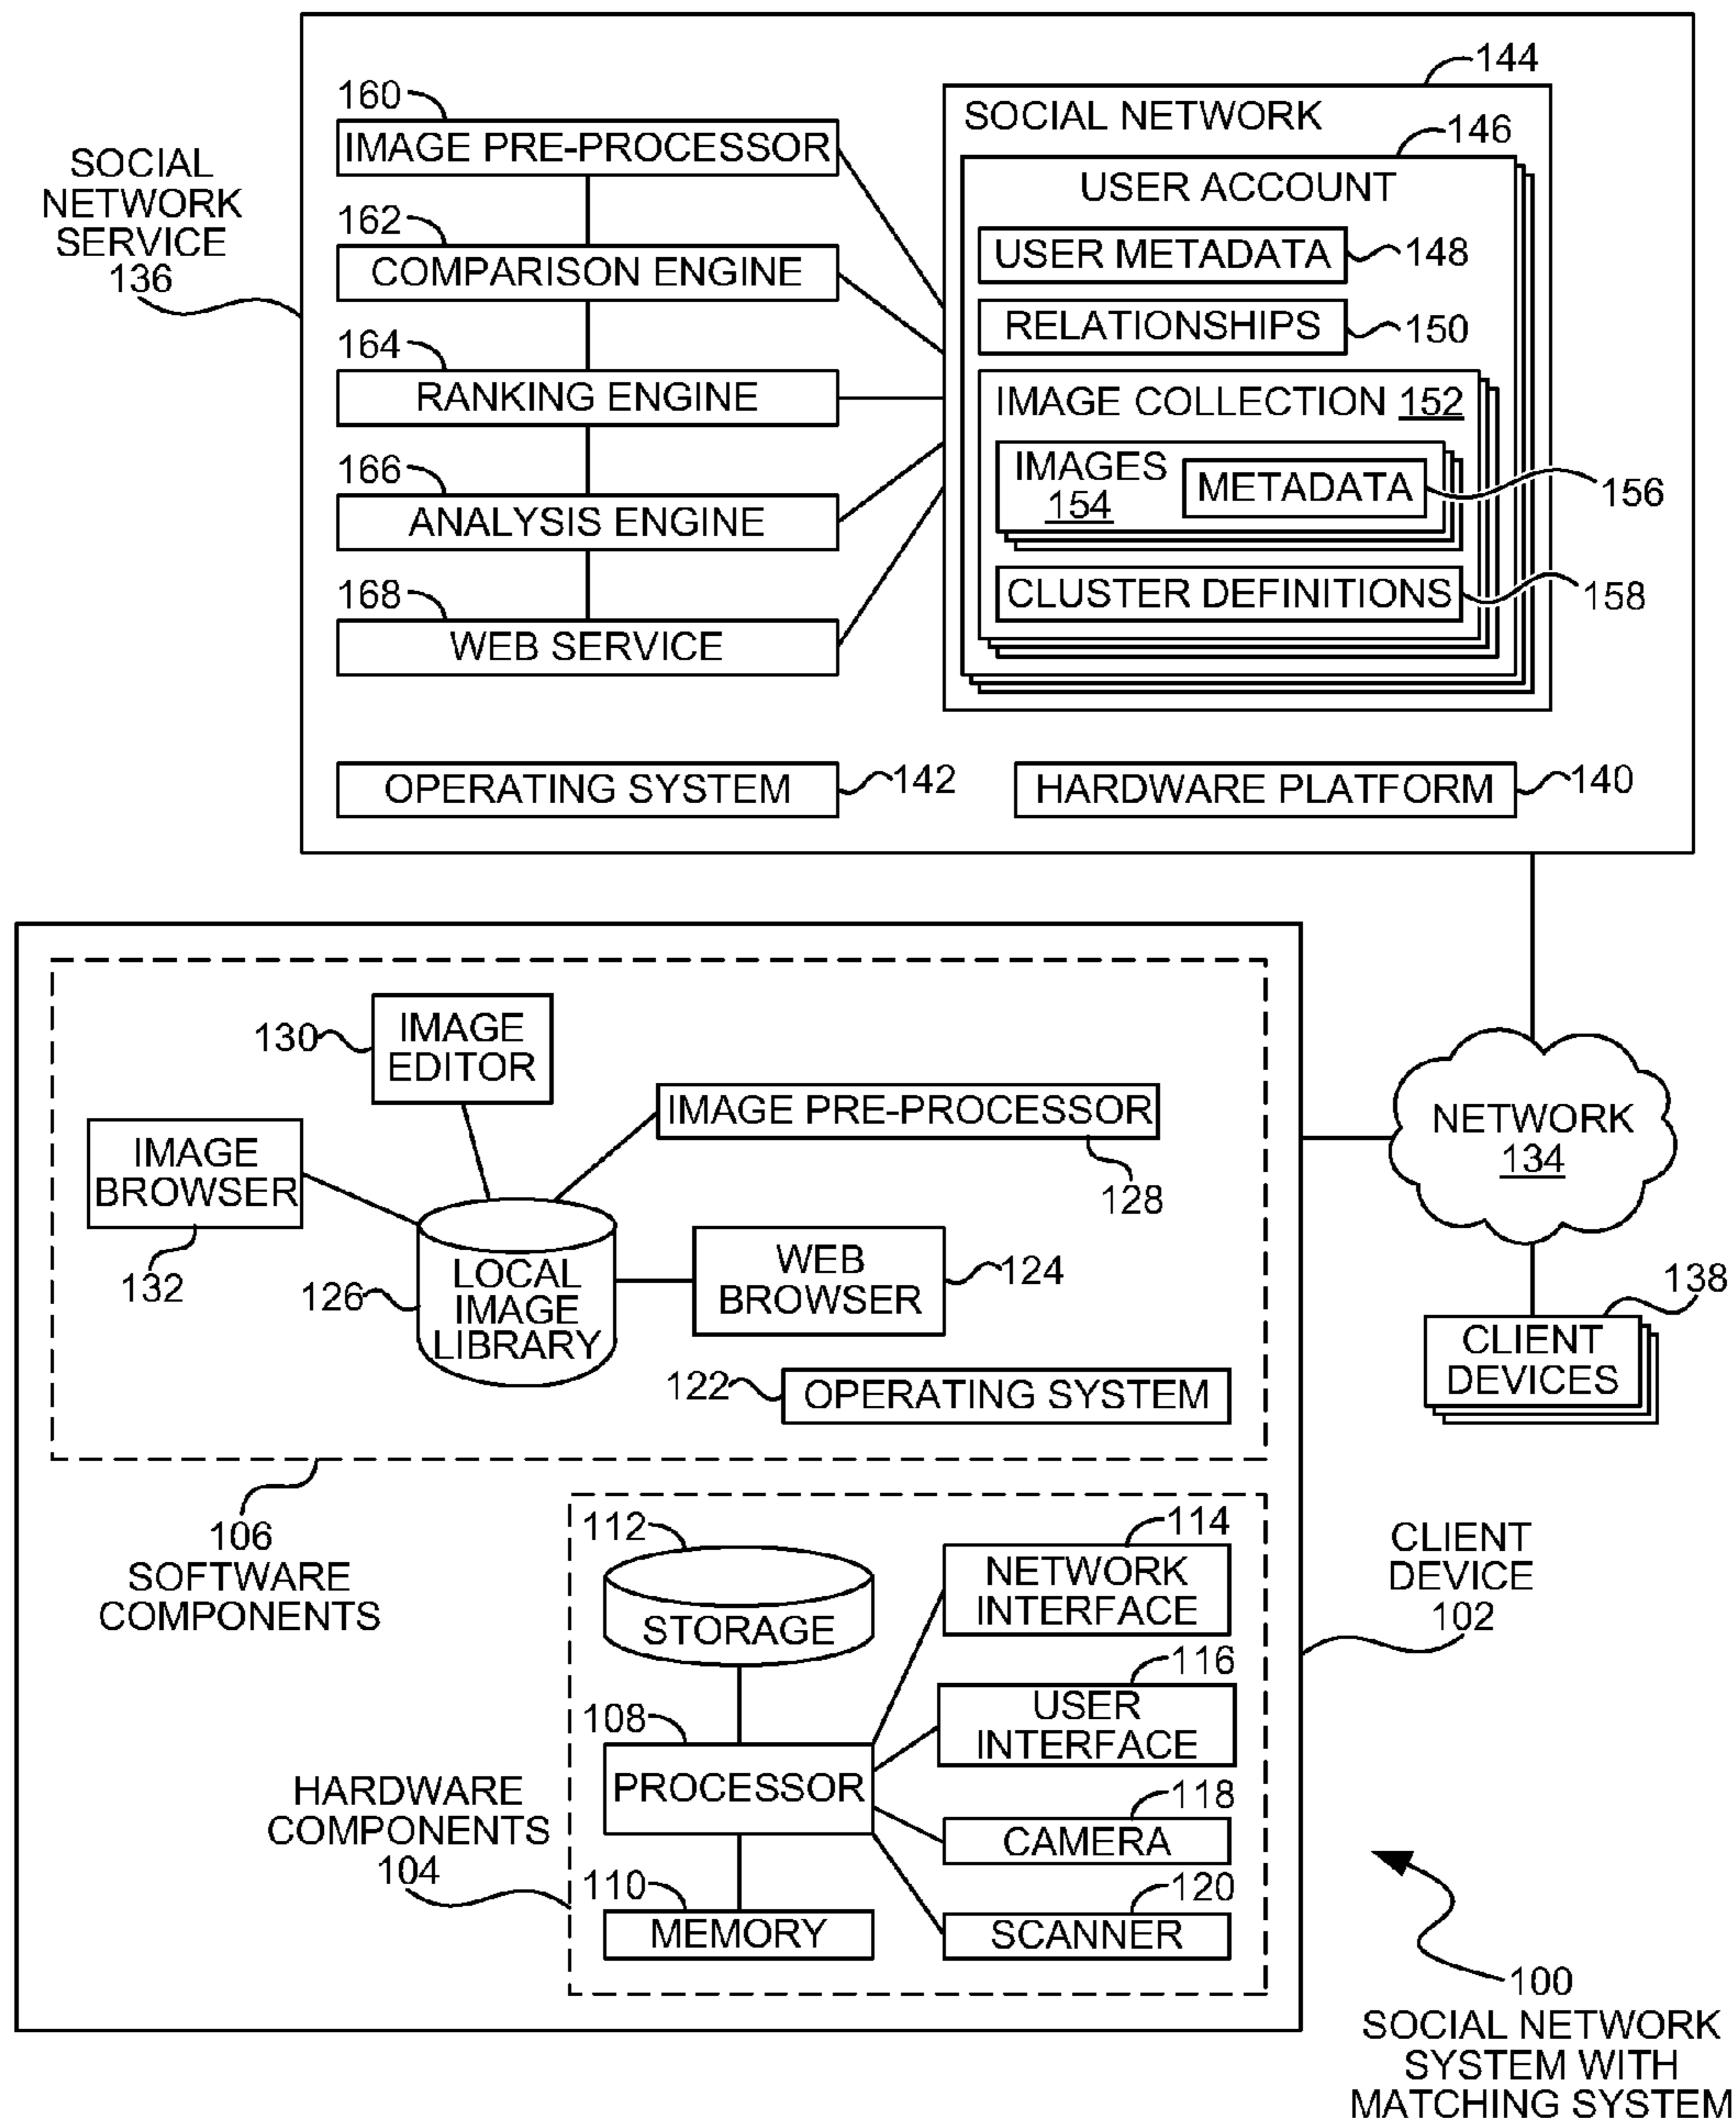 144
SOCIAL NETWORK
146
USER ACCOUNT
USER METADATA
148
RELATIONSHIPS
150
IMAGE COLLECTION 152
IMAGES
154
METADATA
156
CLUSTER DEFINITIONS
158
160
IMAGE PRE-PROCESSOR
162
COMPARISON ENGINE
164
RANKING ENGINE
166
ANALYSIS ENGINE
168
WEB SERVICE
SOCIAL
NETWORK
SERVICE
136
OPERATING SYSTEM
142
HARDWARE PLATFORM
140
130
IMAGE
EDITOR
IMAGE PRE-PROCESSOR
128
IMAGE
BROWSER
132
126
LOCAL
IMAGE
LIBRARY
WEB
BROWSER
124
122
OPERATING SYSTEM
NETWORK
134
138
CLIENT
DEVICES
106
SOFTWARE
COMPONENTS
112
STORAGE
114
NETWORK
INTERFACE
116
USER
INTERFACE
108
PROCESSOR
118
CAMERA
110
MEMORY
120
SCANNER
HARDWARE
COMPONENTS
104
CLIENT
DEVICE
102
100
SOCIAL NETWORK
SYSTEM WITH
MATCHING SYSTEM